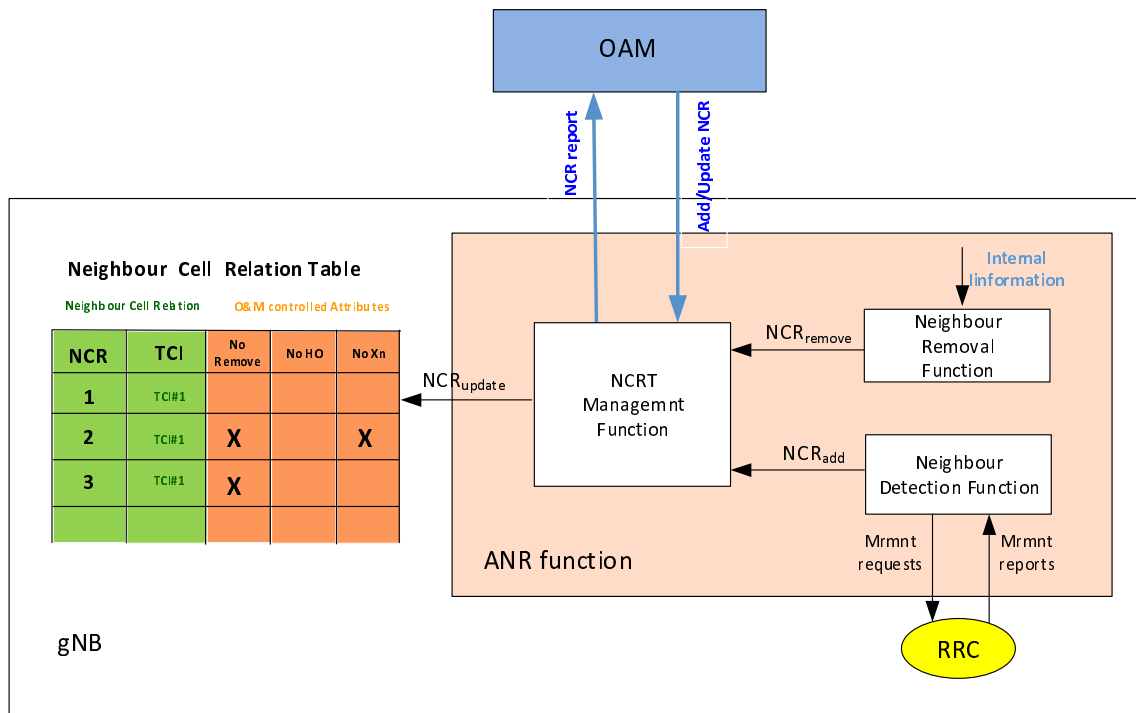 OAM
NCR report
Add/Update NCR
Neighbour Cell Relation Table
Neighbour Cell Relation
O&M controlled Attributes
NCR TCI No Remove No HO No Xn
1 TCI#1
2 TCI#1 X X
3 TCI#1 X
NCRupdate
NCRT
Managemnt
Function
Internal
Iinformation
NCRremove
Neighbour
Removal
Function
NCRadd
Neighbour
Detection Function
Mrmnt
requests
Mrmnt
reports
ANR function
RRC
gNB